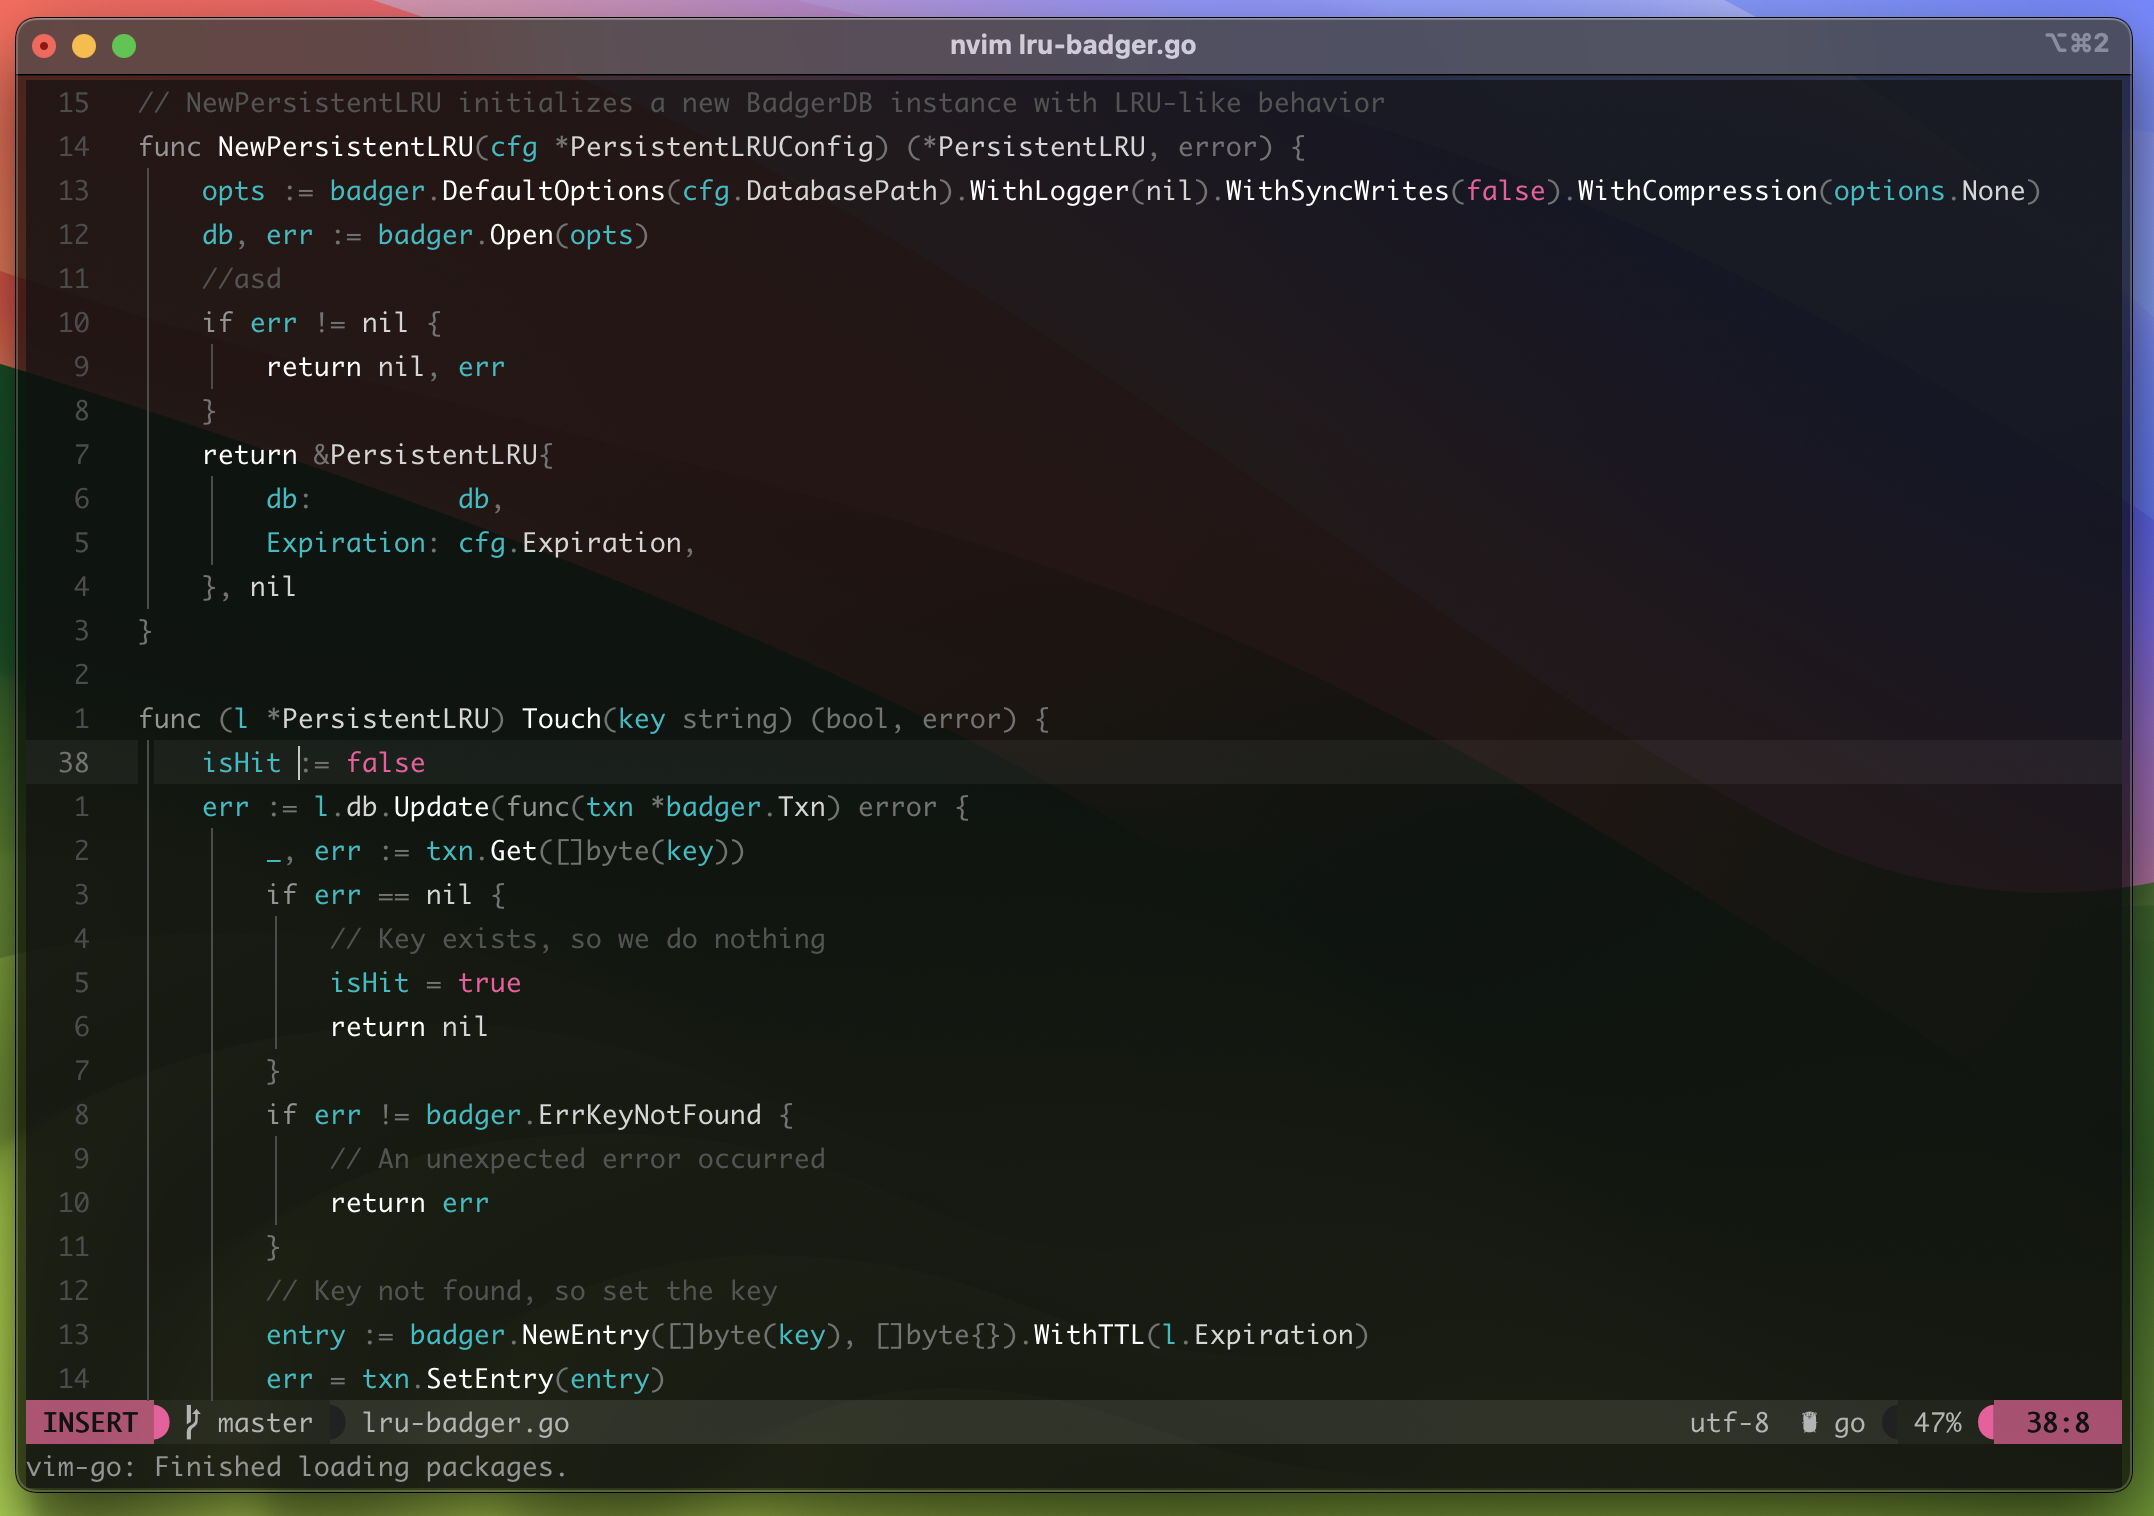 nvim lru-badger.go
⌥⌘2
15 // NewPersistentLRU initializes a new BadgerDB instance with LRU-like behavior
14 func NewPersistentLRU(cfg *PersistentLRUConfig) (*PersistentLRU, error) {
13     opts := badger.DefaultOptions(cfg.DatabasePath).WithLogger(nil).WithSyncWrites(false).WithCompression(options.None)
12     db, err := badger.Open(opts)
11     //asd
10     if err != nil {
9         return nil, err
8     }
7     return &PersistentLRU{
6         db:         db,
5         Expiration: cfg.Expiration,
4     }, nil
3 }
2
1 func (l *PersistentLRU) Touch(key string) (bool, error) {
38     isHit := false
1     err := l.db.Update(func(txn *badger.Txn) error {
2         _, err := txn.Get([]byte(key))
3         if err == nil {
4             // Key exists, so we do nothing
5             isHit = true
6             return nil
7         }
8         if err != badger.ErrKeyNotFound {
9             // An unexpected error occurred
10             return err
11         }
12         // Key not found, so set the key
13         entry := badger.NewEntry([]byte(key), []byte{}).WithTTL(l.Expiration)
14         err = txn.SetEntry(entry)
INSERT master lru-badger.go utf-8 go 47% 38:8
vim-go: Finished loading packages.